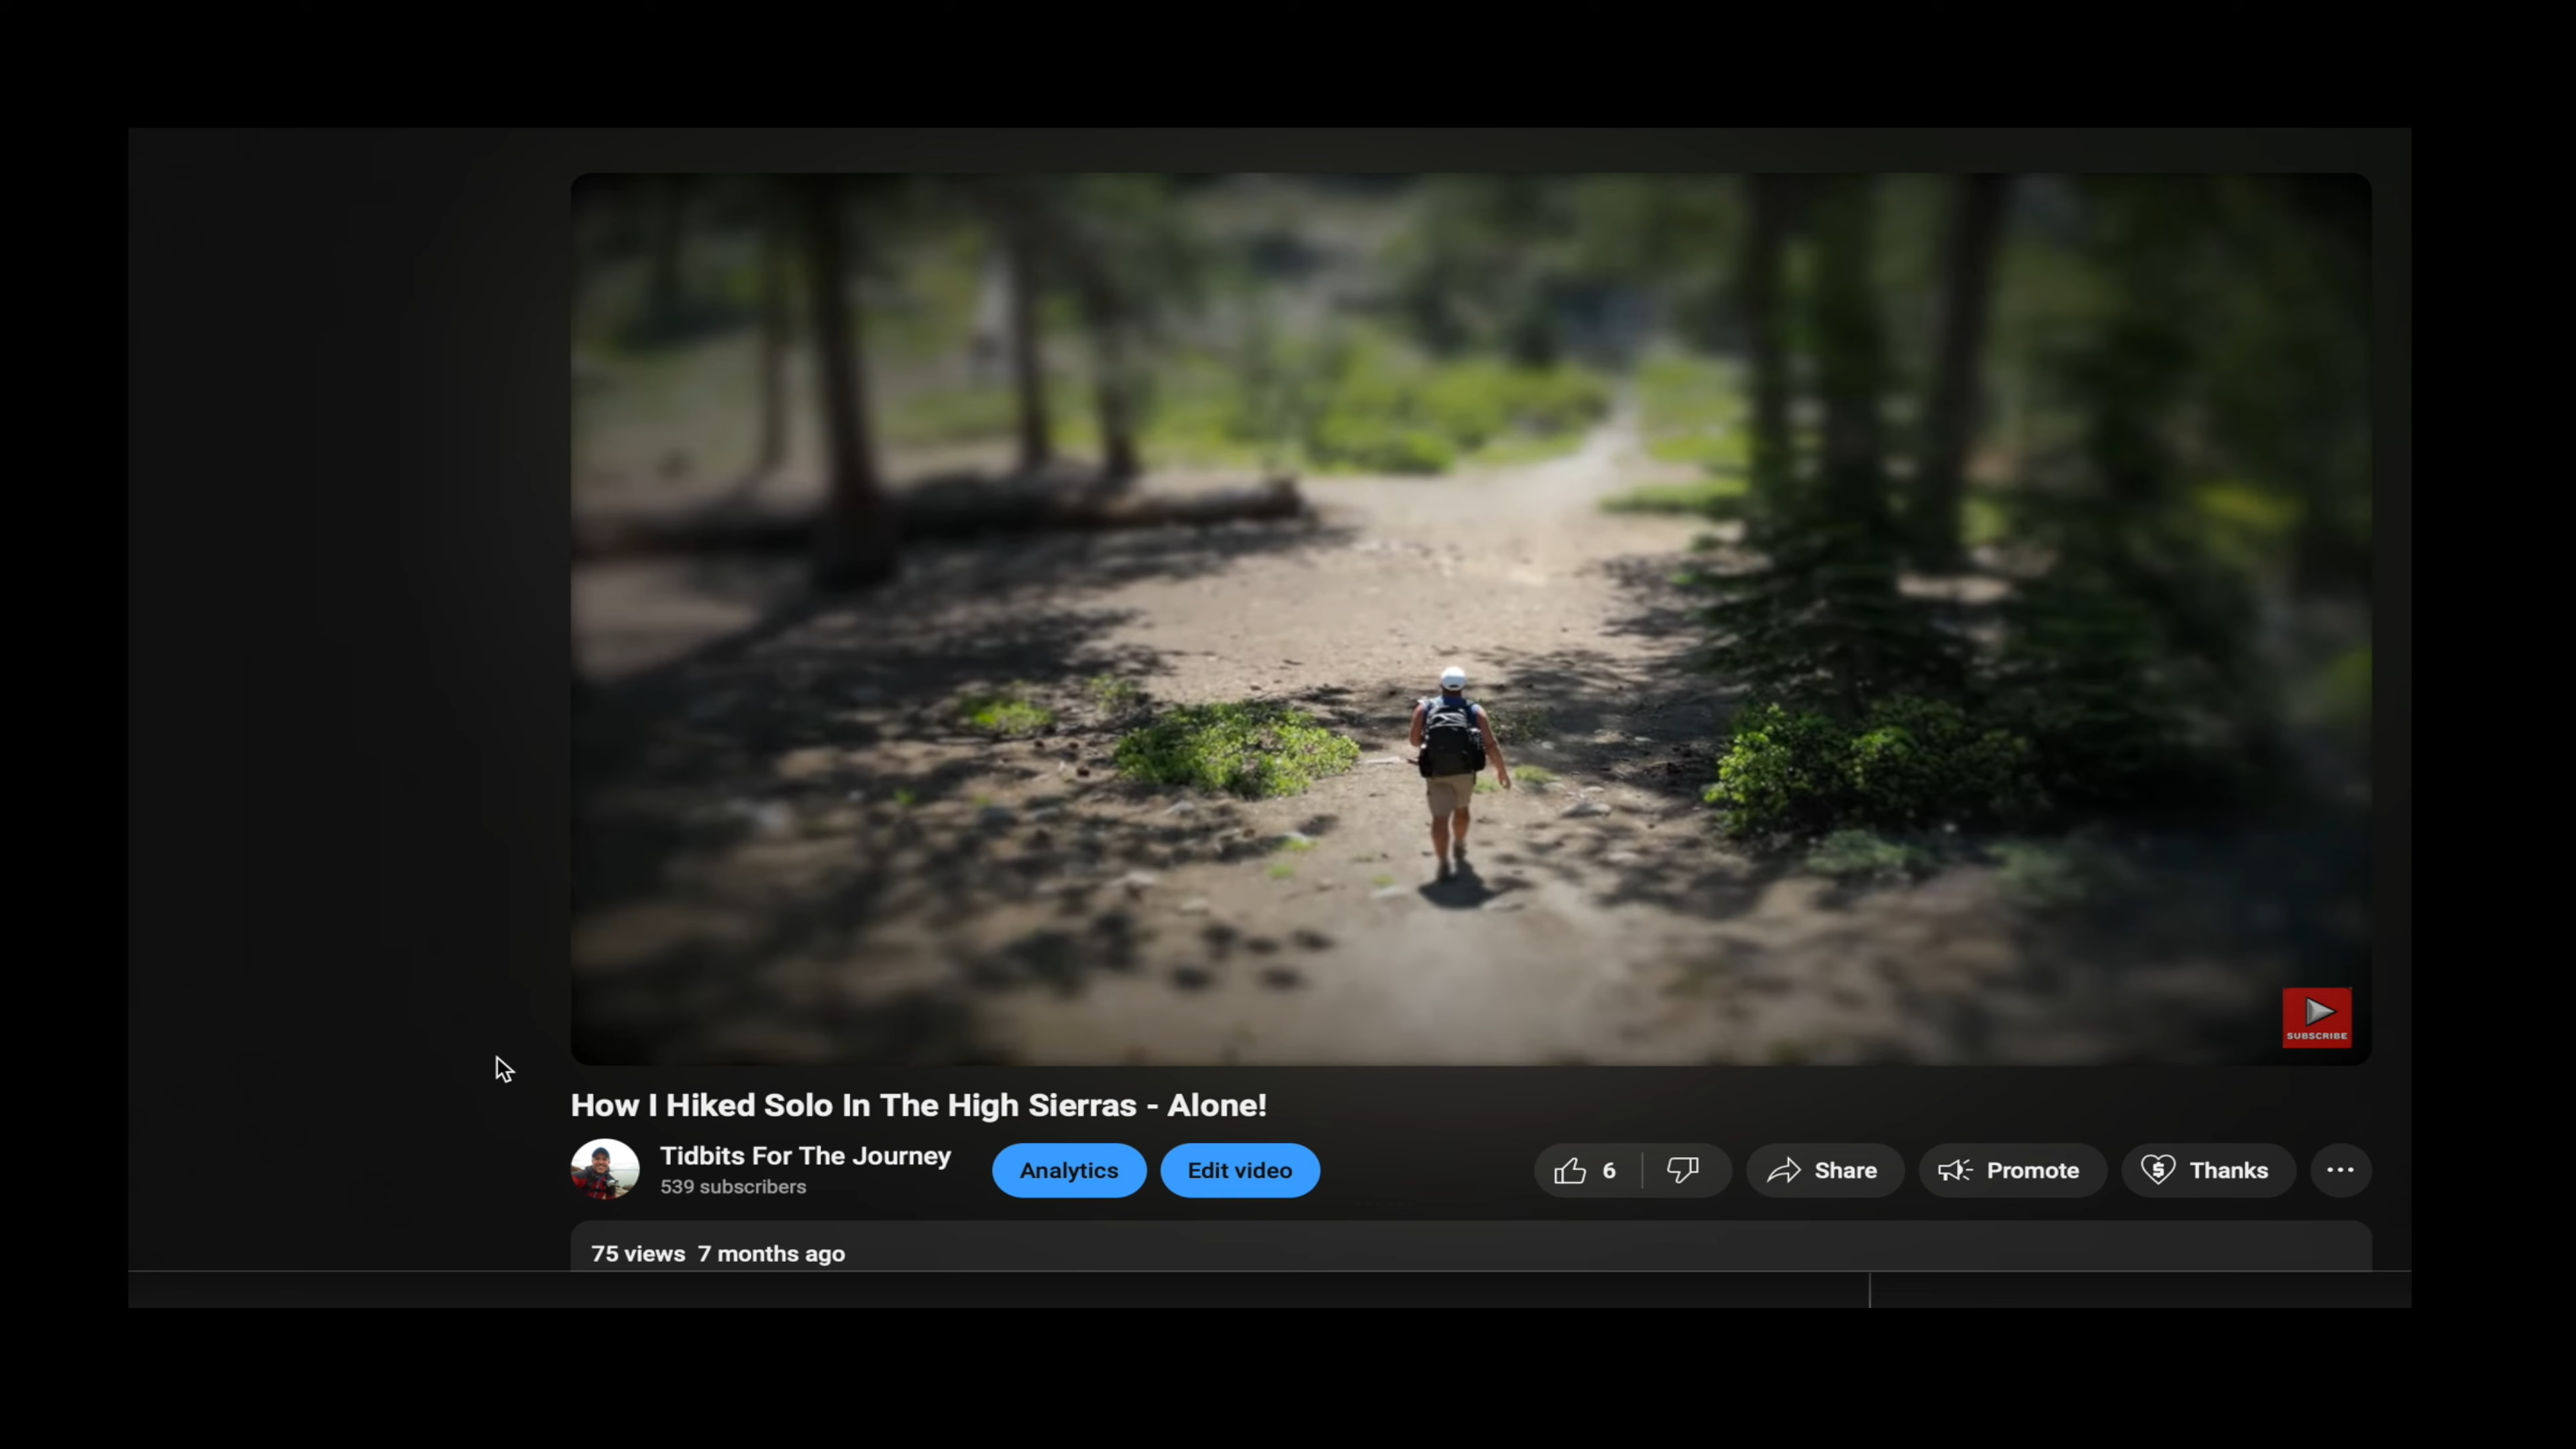 SUBSCRIBE
How I Hiked Solo In The High Sierras - Alone!
Tidbits For The Journey
539 subscribers
Analytics
Edit video
6
Share
Promote
Thanks
75 views 7 months ago